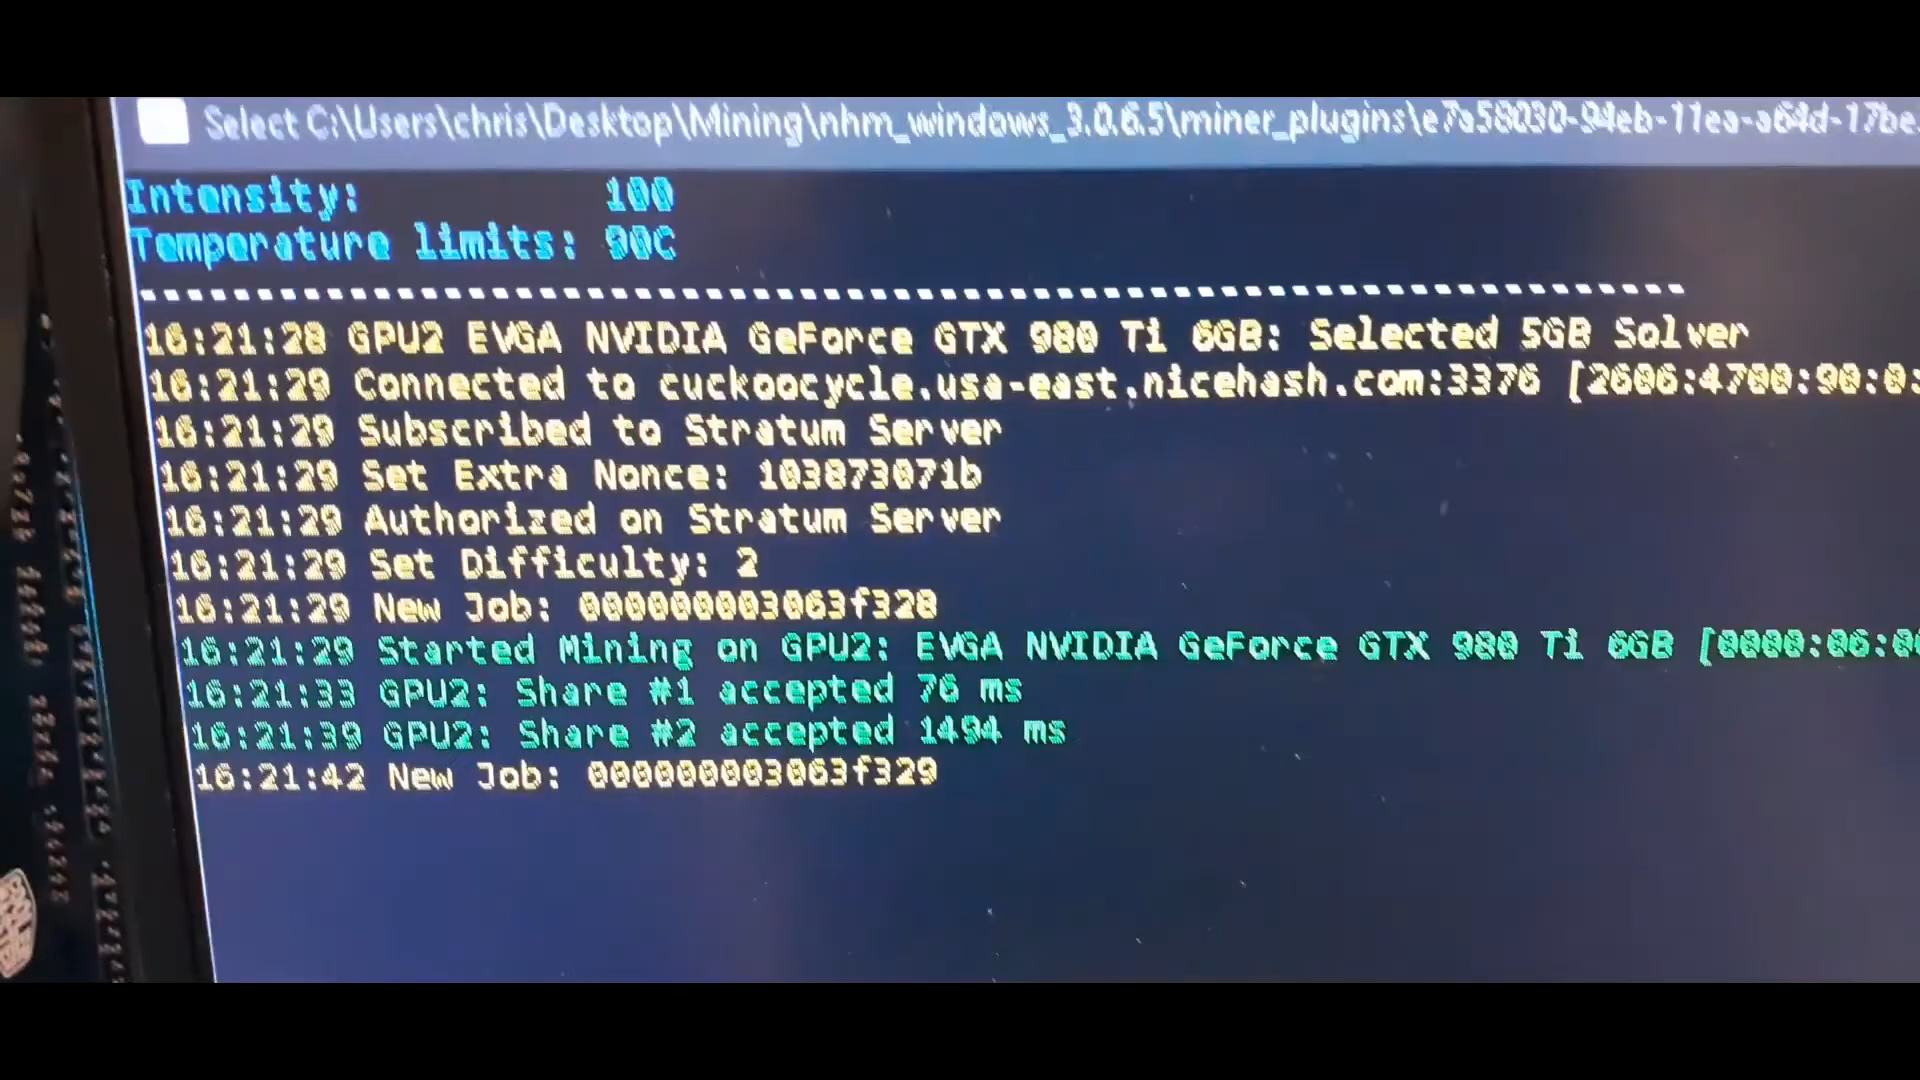 Select C:\Users\chris\Desktop\Mining\nhm_windows_3.0.6.5\miner_plugins\e7a58030-94eb-11ea-a64d-17be
Intensity: 100
Temperature limits: 90C
16:21:28 GPU2 EVGA NVIDIA GeForce GTX 980 Ti 6GB: Selected 5GB Solver
16:21:29 Connected to cuckoocycle.usa-east.nicehash.com:3376 [2606:4700:90:0:
16:21:29 Subscribed to Stratum Server
16:21:29 Set Extra Nonce: 103873071b
16:21:29 Authorized on Stratum Server
16:21:29 Set Difficulty: 2
16:21:29 New Job: 000000003063f328
16:21:29 Started Mining on GPU2: EVGA NVIDIA GeForce GTX 980 Ti 6GB [0000:06:00
16:21:33 GPU2: Share #1 accepted 76 ms
16:21:39 GPU2: Share #2 accepted 1494 ms
16:21:42 New Job: 000000003063f329